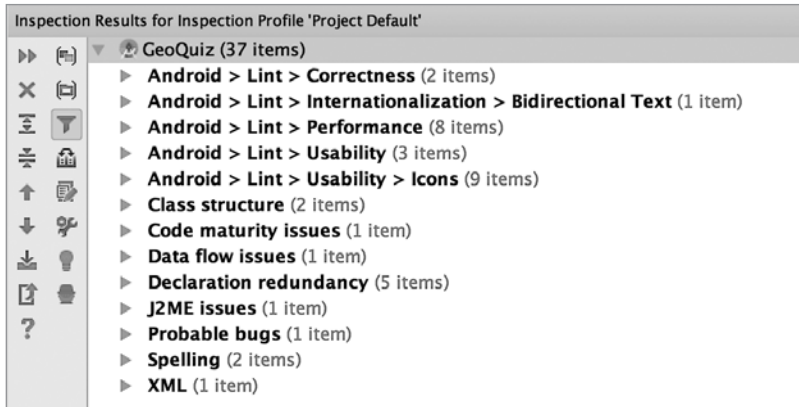 Inspection Results for Inspection Profile 'Project Default'
GeoQuiz (37 items)
Android > Lint > Correctness (2 items)
Android > Lint > Internationalization > Bidirectional Text (1 item)
Android > Lint > Performance (8 items)
Android > Lint > Usability (3 items)
Android > Lint > Usability > Icons (9 items)
Class structure (2 items)
Code maturity issues (1 item)
Data flow issues (1 item)
Declaration redundancy (5 items)
J2ME issues (1 item)
Probable bugs (1 item)
Spelling (2 items)
XML (1 item)